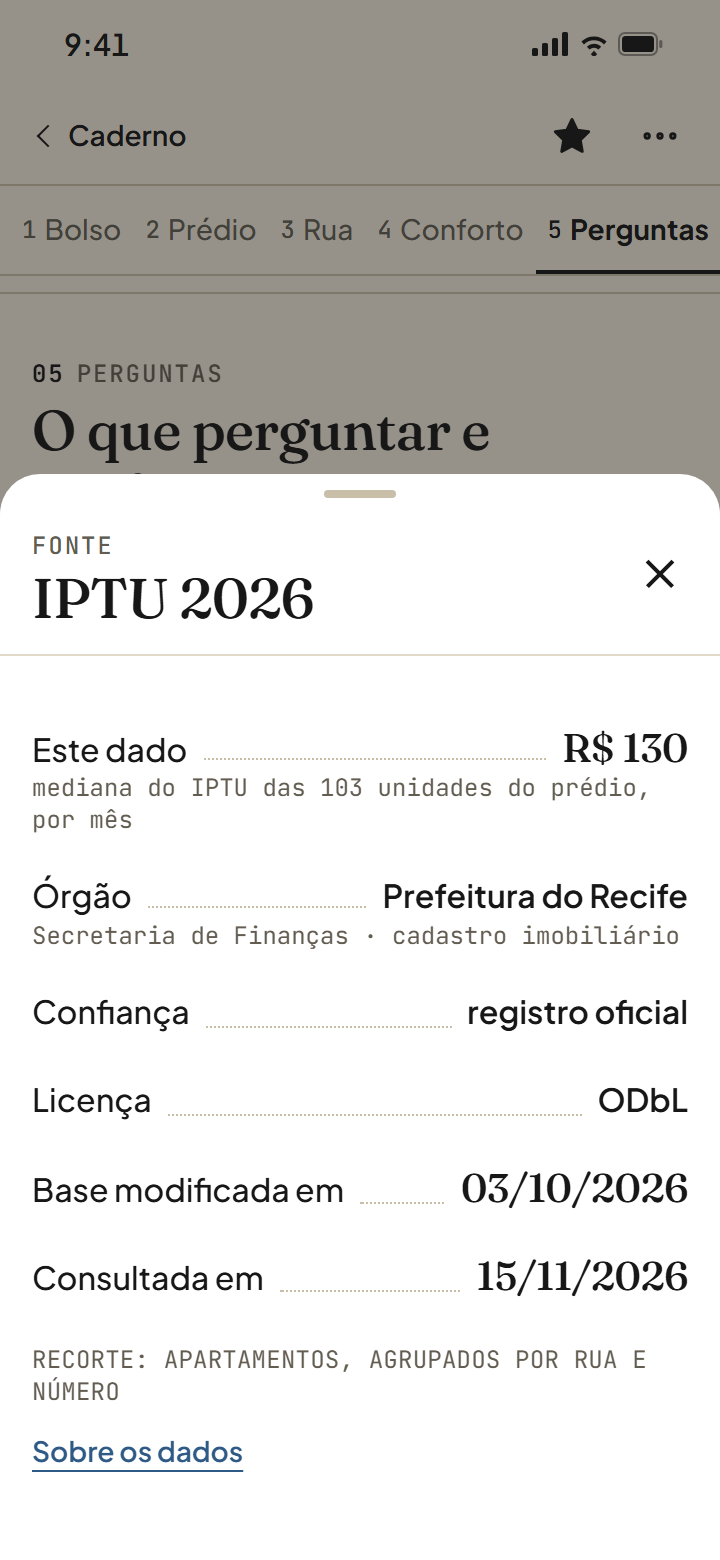 9:41
Caderno
1 Bolso 2 Prédio 3 Rua 4 Conforto 5 Perguntas
05 PERGUNTAS
O que perguntar e
FONTE
IPTU 2026
Este dado R$ 130
mediana do IPTU das 103 unidades do prédio,
por mês
Órgão Prefeitura do Recife
Secretaria de Finanças · cadastro imobiliário
Confiança registro oficial
Licença ODbL
Base modificada em 03/10/2026
Consultada em 15/11/2026
RECORTE: APARTAMENTOS, AGRUPADOS POR RUA E
NÚMERO
Sobre os dados